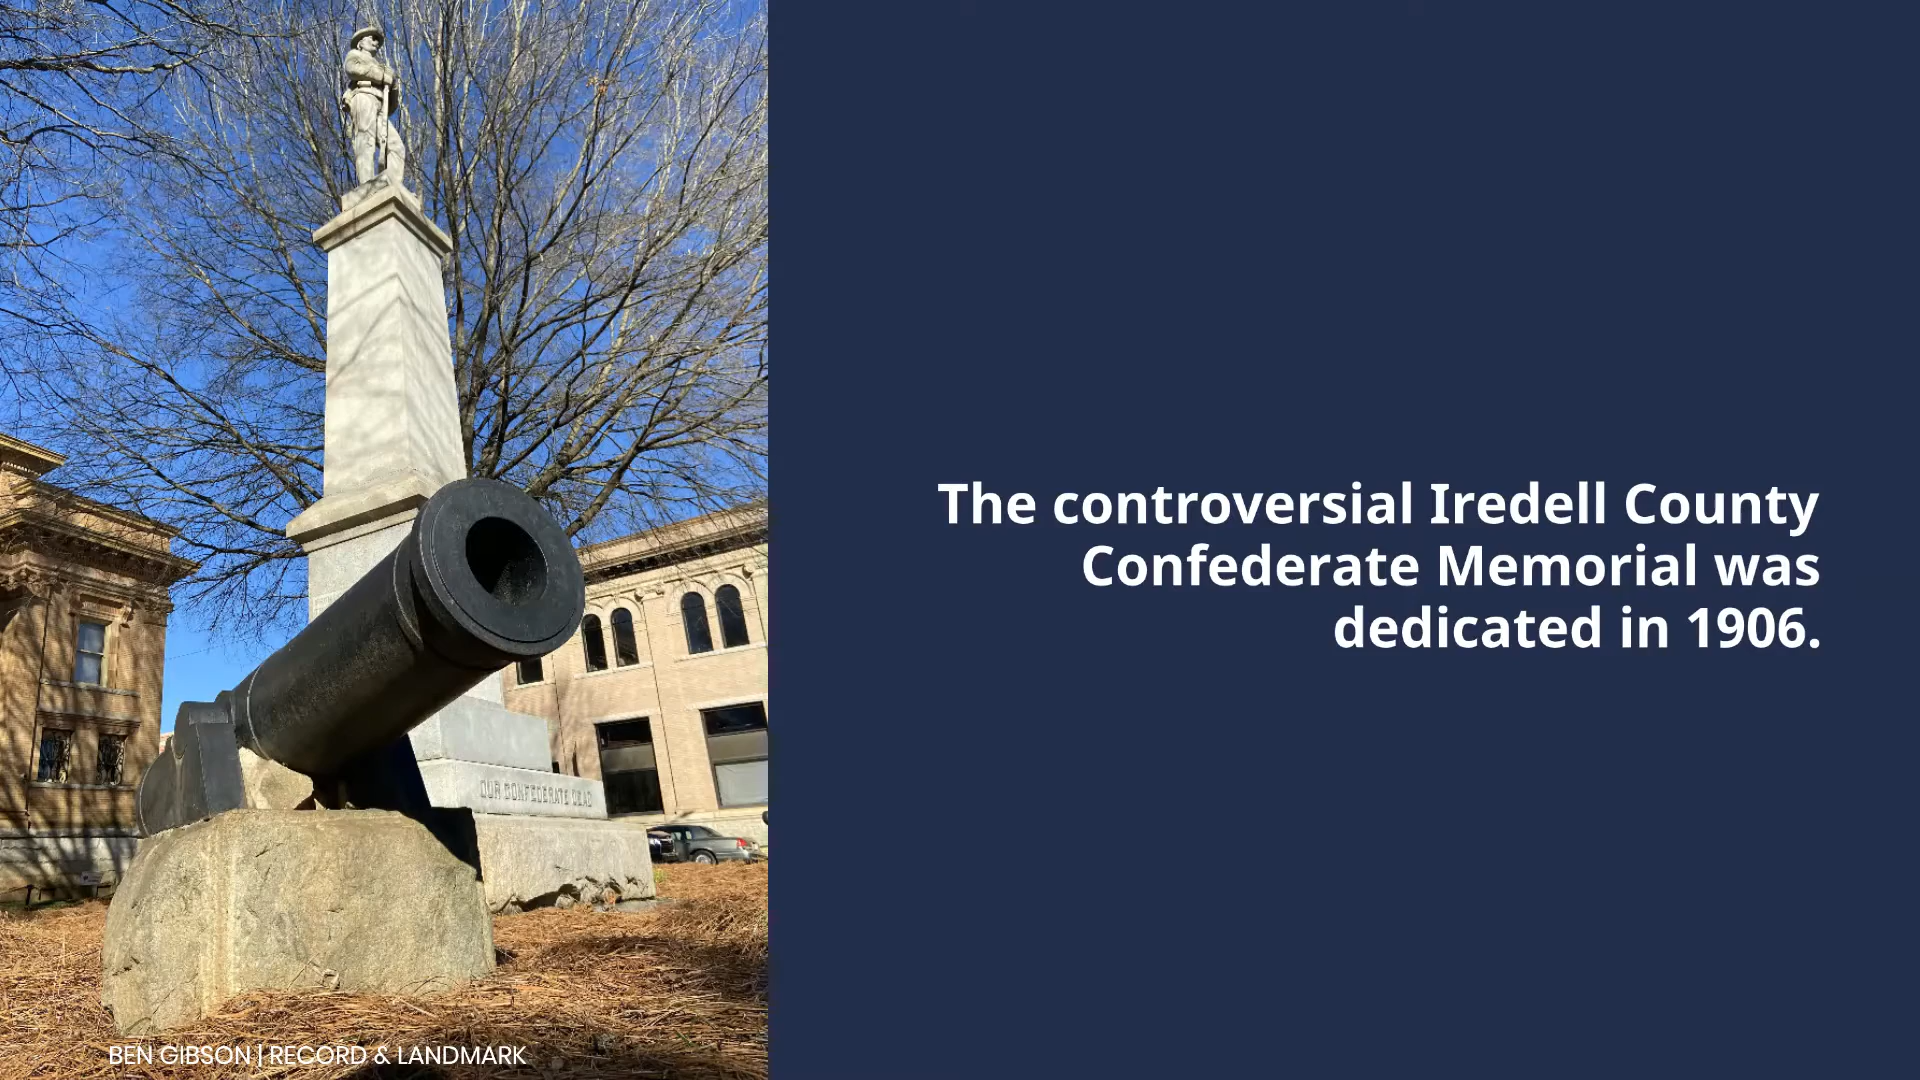 The controversial Iredell County
Confederate Memorial was
dedicated in 1906.
OUR CONFEDERATE DEAD
BEN GIBSON | RECORD & LANDMARK